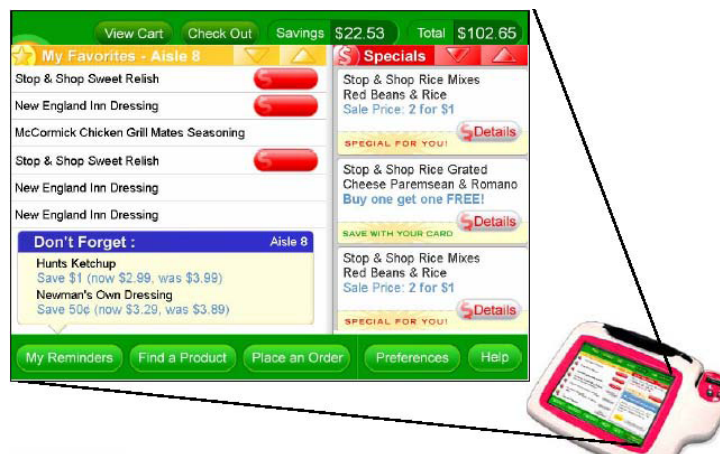 View Cart
Check Out
Savings $22.53
Total $102.65
My Favorites - Aisle 8
Stop & Shop Sweet Relish
New England Inn Dressing
McCormick Chicken Grill Mates Seasoning
Stop & Shop Sweet Relish
New England Inn Dressing
New England Inn Dressing
Don't Forget : Aisle 8
Hunts Ketchup
Save $1 (now $2.99, was $3.99)
Newman's Own Dressing
Save 50¢ (now $3.29, was $3.89)
$ Specials
Stop & Shop Rice Mixes
Red Beans & Rice
Sale Price: 2 for $1
Details
SPECIAL FOR YOU!
Stop & Shop Rice Grated
Cheese Paremsean & Romano
Buy one get one FREE!
Details
SAVE WITH YOUR CARD
Stop & Shop Rice Mixes
Red Beans & Rice
Sale Price: 2 for $1
Details
SPECIAL FOR YOU!
My Reminders
Find a Product
Place an Order
Preferences
Help